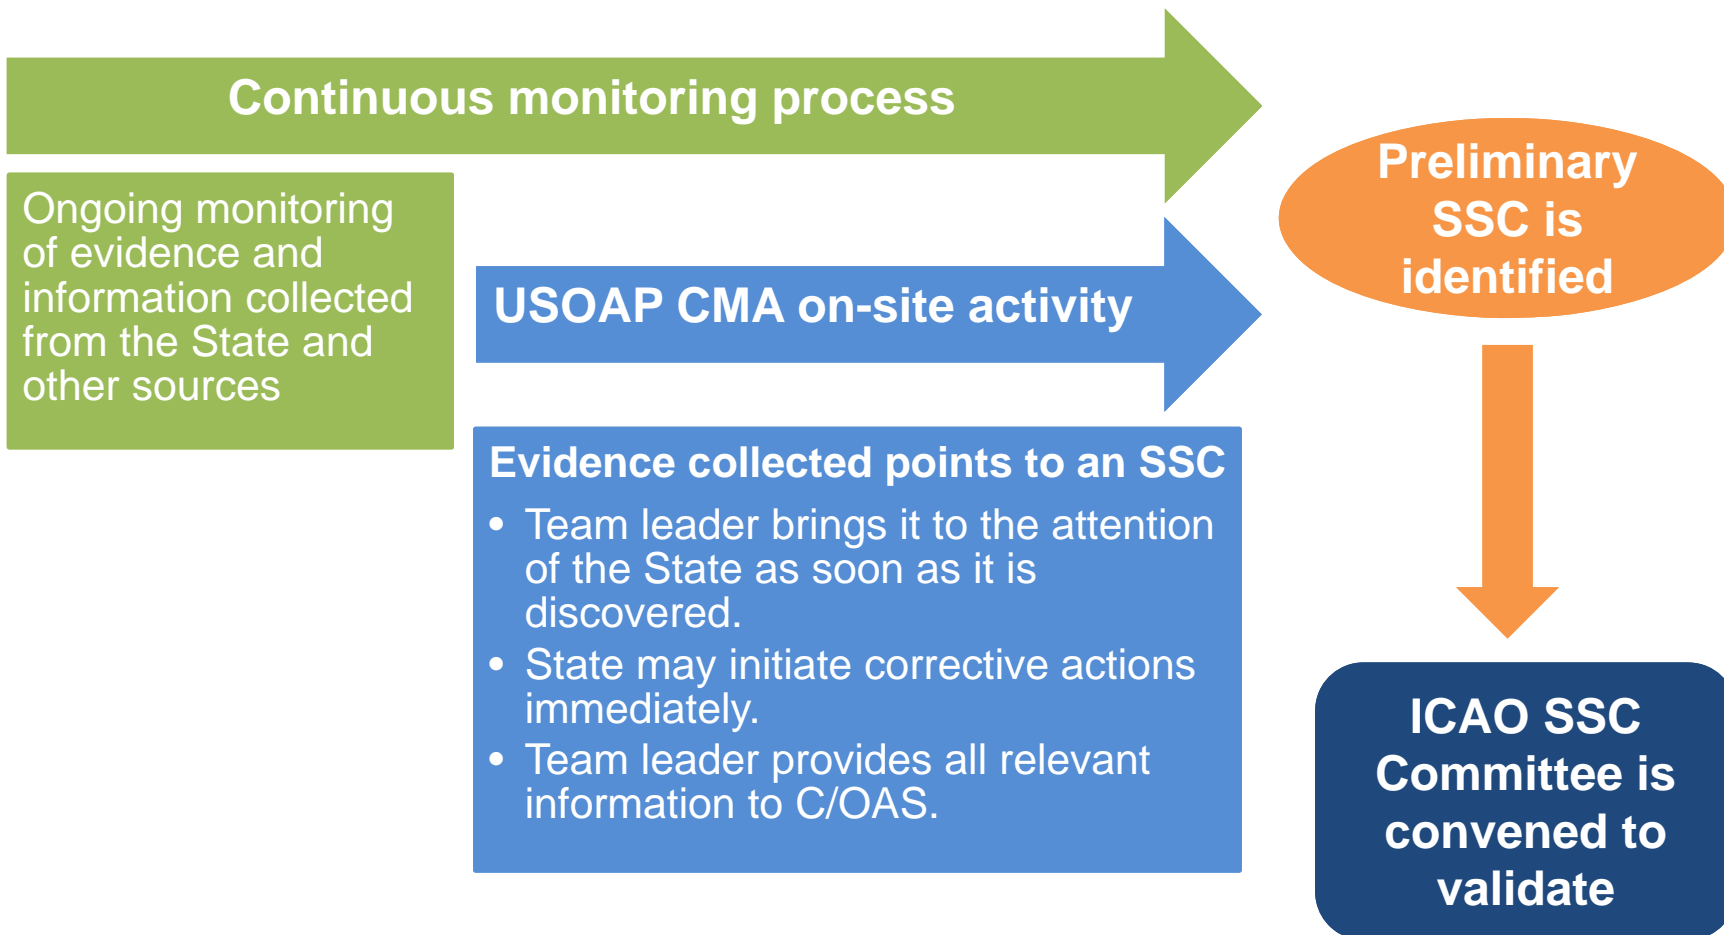 Continuous monitoring process
Ongoing monitoring
of evidence and
information collected
from the State and
other sources
USOAP CMA on-site activity
Evidence collected points to an SSC
• Team leader brings it to the attention
of the State as soon as it is
discovered.
• State may initiate corrective actions
immediately.
• Team leader provides all relevant
information to C/OAS.
Preliminary
SSC is
identified
ICAO SSC
Committee is
convened to
validate